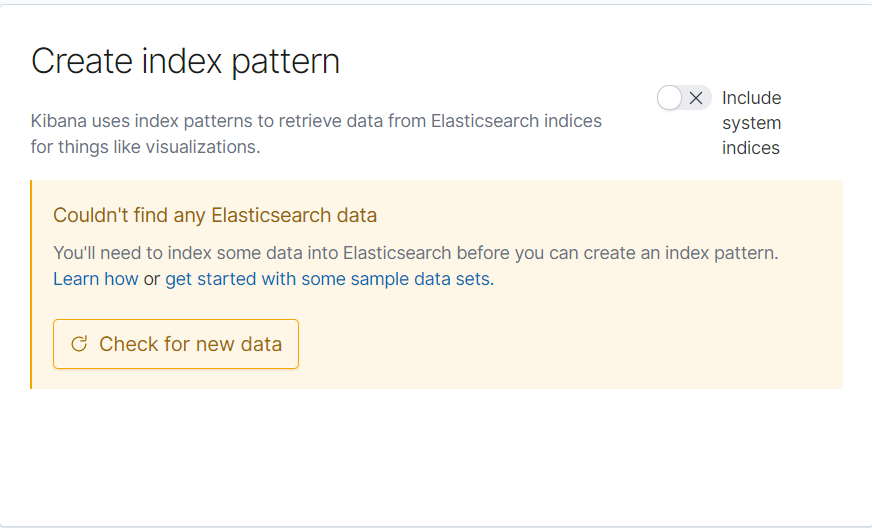 Create index pattern
Kibana uses index patterns to retrieve data from Elasticsearch indices
for things like visualizations.
Include
system
indices
Couldn't find any Elasticsearch data
You'll need to index some data into Elasticsearch before you can create an index pattern.
Learn how or get started with some sample data sets.
Check for new data